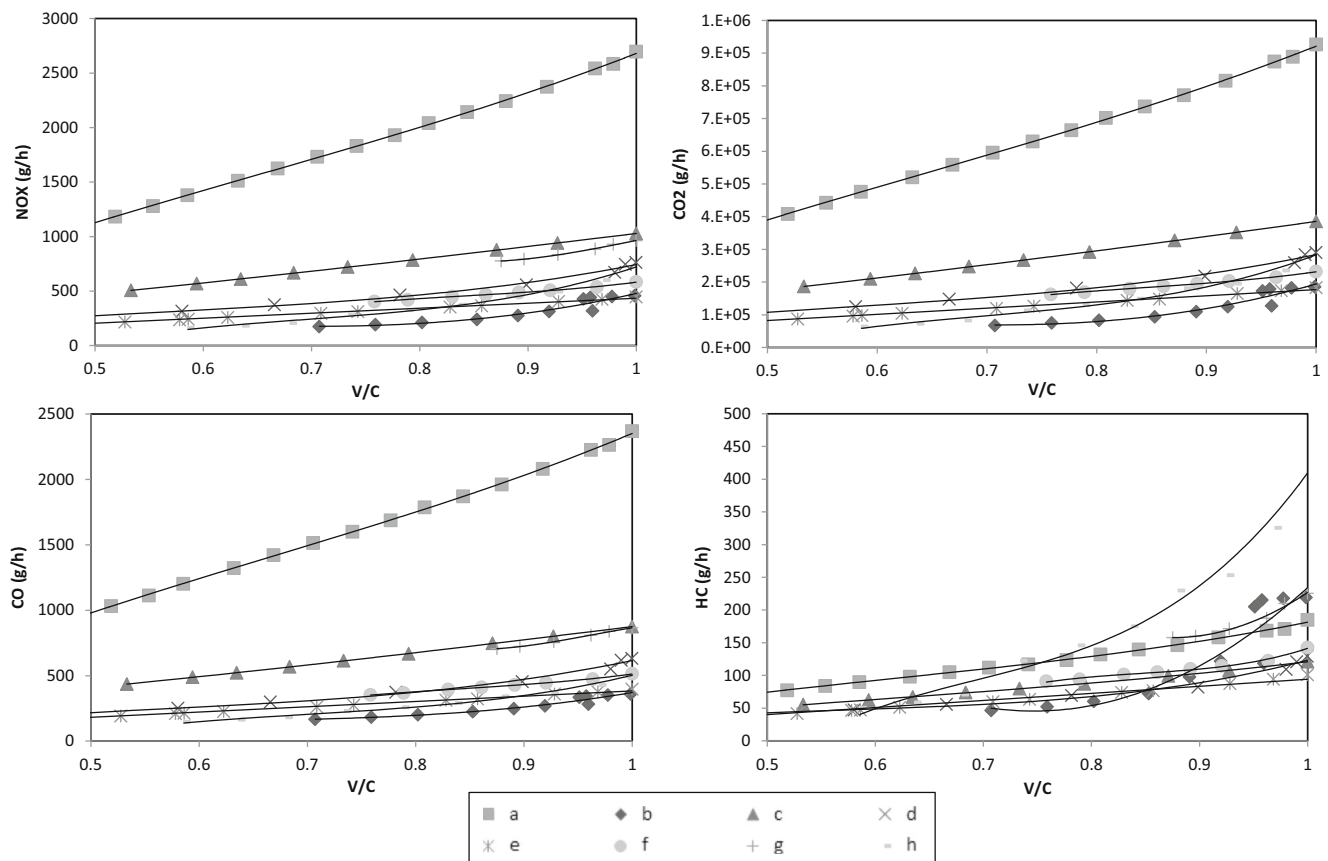 3000
2500
2000
1500
1000
500
0
NOX (g/h)
0.5 0.6 0.7 0.8 0.9 1
V/C
1.E+06
9.E+05
8.E+05
7.E+05
6.E+05
5.E+05
4.E+05
3.E+05
2.E+05
1.E+05
0.E+00
CO2 (g/h)
0.5 0.6 0.7 0.8 0.9 1
V/C
2500
2000
1500
1000
500
0
CO (g/h)
0.5 0.6 0.7 0.8 0.9 1
V/C
500
450
400
350
300
250
200
150
100
50
0
HC (g/h)
0.5 0.6 0.7 0.8 0.9 1
V/C
a b c d
e f g h